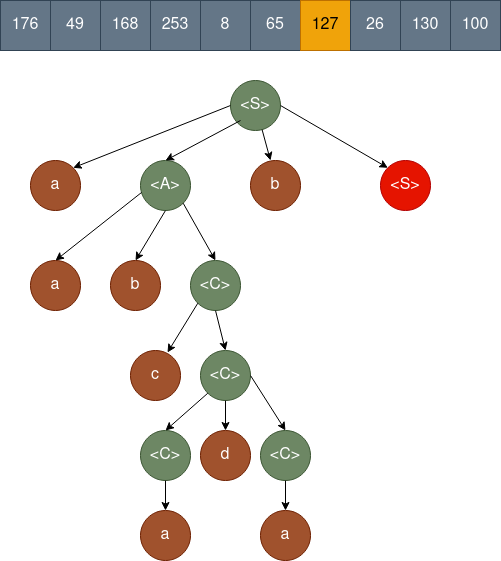 176 49 168 253 8 65 127 26 130 100
<S>
a <A> b <S>
a b <C>
c <C>
<C> d <C>
a a